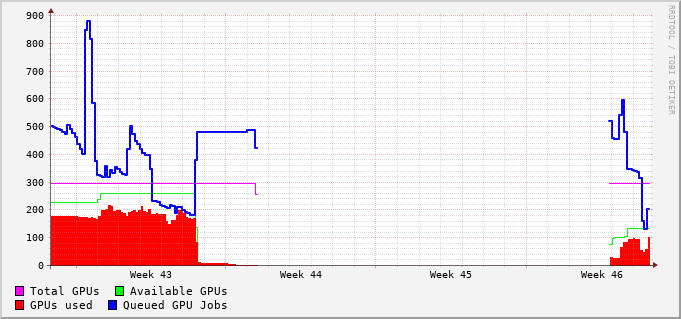 900
800
700
600
500
400
300
200
100
0
Week 43 Week 44 Week 45 Week 46
Total GPUs Available GPUs
GPUs used Queued GPU Jobs
RRDTOOL / TOBI OETIKER